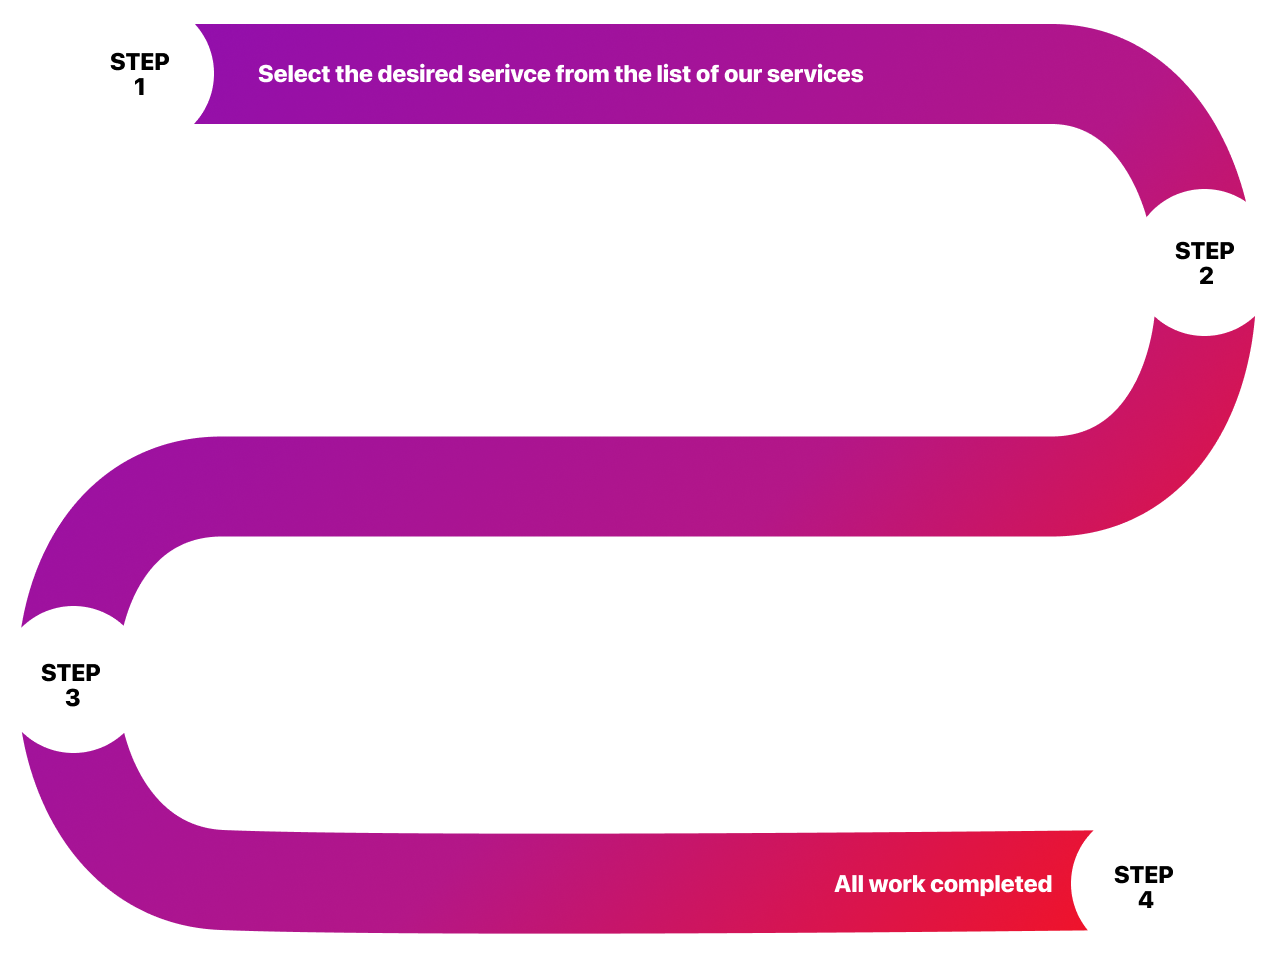 STEP
1
Select the desired serivce from the list of our services
STEP
2
STEP
3
All work completed
STEP
4